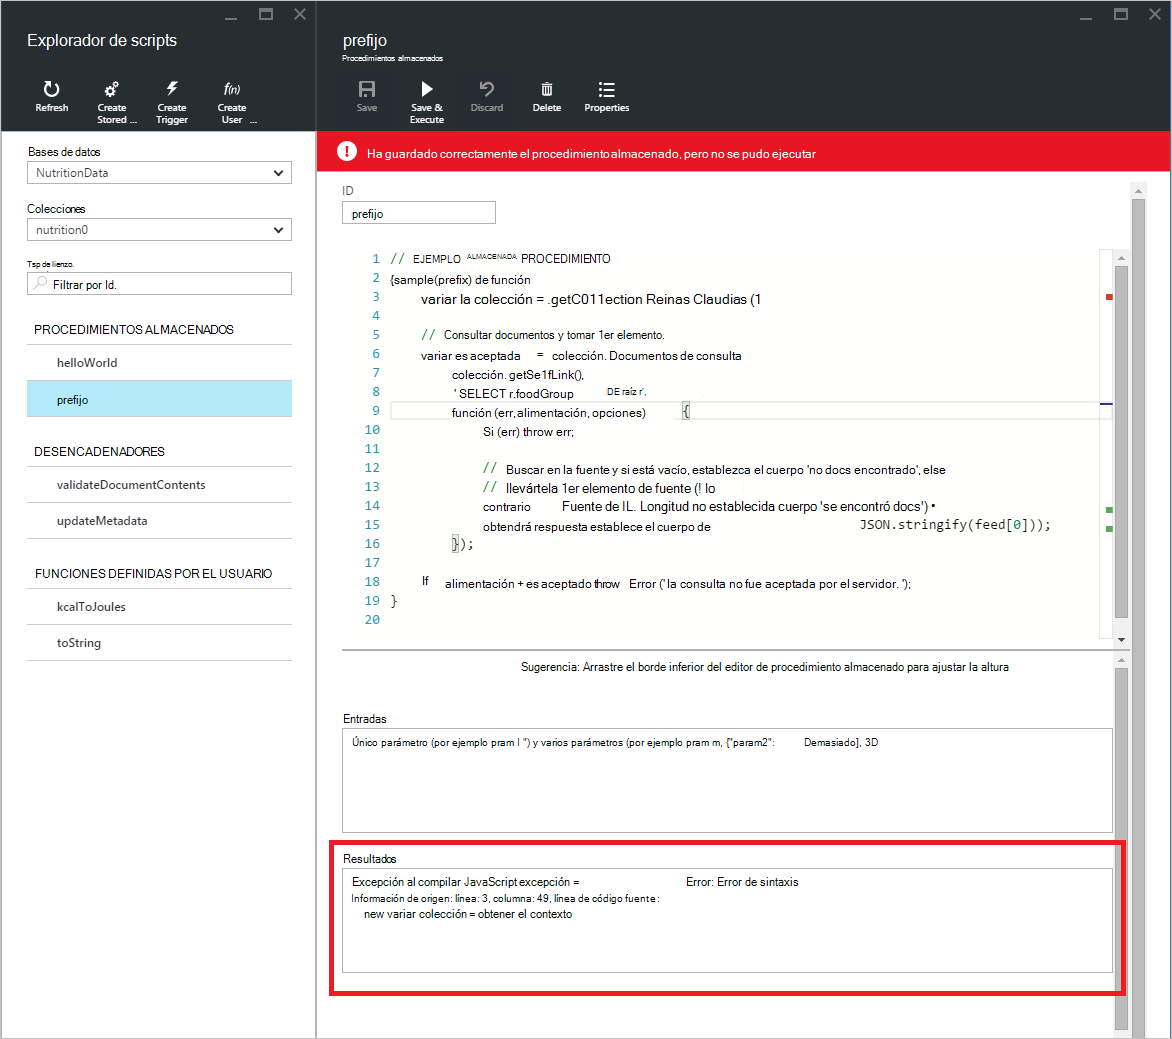 Explorador de scripts
Refresh
Create Stored ...
Create Trigger
f(n)
Create User ...
Bases de datos
NutritionData
Colecciones
nutrition0
Tsp de lienzo.
Filtrar por Id.
PROCEDIMIENTOS ALMACENADOS
helloWorld
prefijo
DESENCADENADORES
validateDocumentContents
updateMetadata
FUNCIONES DEFINIDAS POR EL USUARIO
kcalToJoules
toString
prefijo
Procedimientos almacenados
Save
Save & Execute
Discard
Delete
Properties
Ha guardado correctamente el procedimiento almacenado, pero no se pudo ejecutar
ID
prefijo
1 // EJEMPLO ALMACENADA PROCEDIMIENTO
2 {sample(prefix) de función
3 variar la colección = .getC011ection Reinas Claudias (1
4
5 // Consultar documentos y tomar 1er elemento.
6 variar es aceptada = colección. Documentos de consulta
7 colección. getSe1fLink(),
8 ' SELECT r.foodGroup DE raíz r',
9 función (err, alimentación, opciones) {
10 Si (err) throw err;
11
12 // Buscar en la fuente y si está vacío, establezca el cuerpo 'no docs encontrado', else
13 // llevártela 1er elemento de fuente (! lo
14 contrario Fuente de IL. Longitud no establecida cuerpo 'se encontró docs') •
15 obtendrá respuesta establece el cuerpo de JSON.stringify(feed[0]));
16 });
17
18 If alimentación + es aceptado throw Error (' la consulta no fue aceptada por el servidor. ');
19 }
20
Sugerencia: Arrastre el borde inferior del editor de procedimiento almacenado para ajustar la altura
Entradas
Único parámetro (por ejemplo pram I ") y varios parámetros (por ejemplo pram m, {"param2": Demasiado], 3D
Resultados
Excepción al compilar JavaScript excepción = Error: Error de sintaxis
Información de origen: línea: 3, columna: 49, línea de código fuente :
new variar colección = obtener el contexto